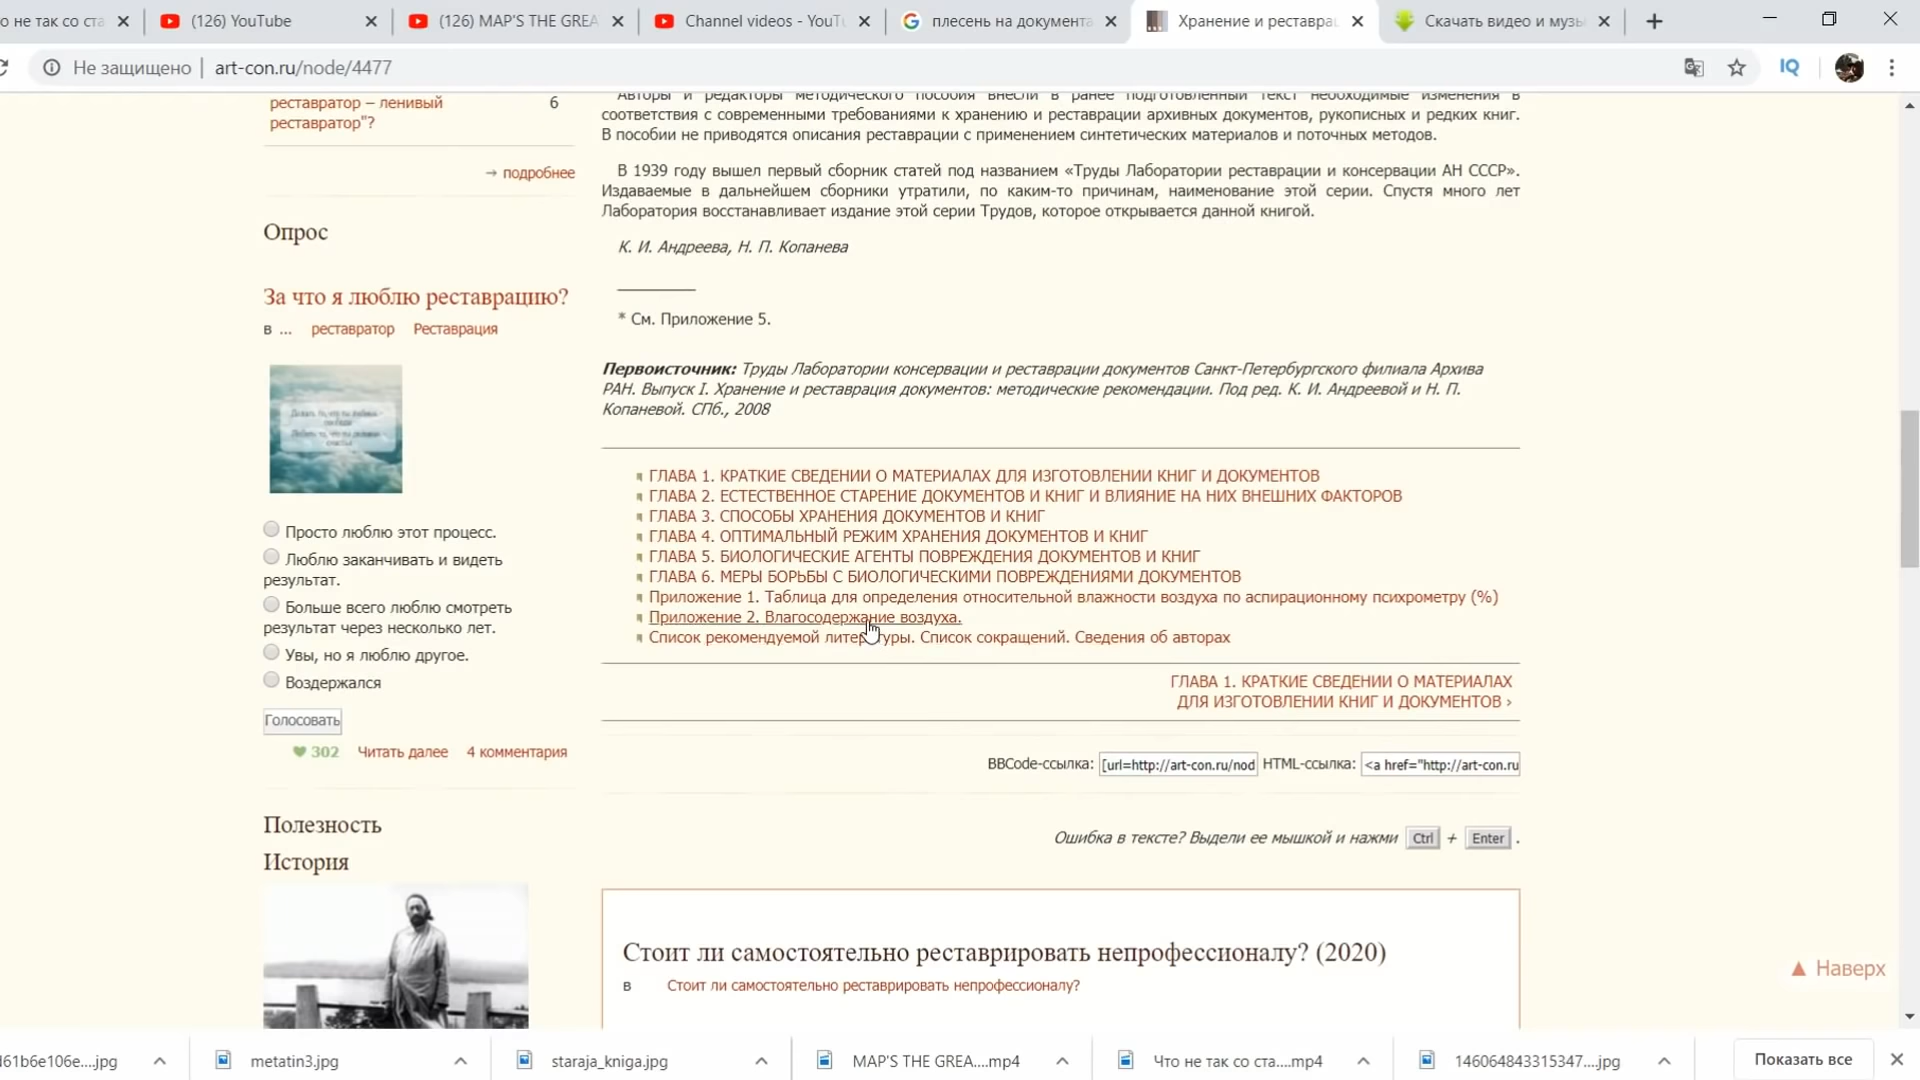 о не так со ста
(126) YouTube
(126) MAP'S THE GREA
Channel videos - YouTu
плесень на документа
Хранение и реставрац
Скачать видео и музы
Не защищено
art-con.ru/node/4477
реставратор – ленивый
реставратор"?
6
→ подробнее
Опрос
За что я люблю реставрацию?
в ... реставратор Реставрация
Просто люблю этот процесс.
Люблю заканчивать и видеть
результат.
Больше всего люблю смотреть
результат через несколько лет.
Увы, но я люблю другое.
Воздержался
Голосовать
302 Читать далее 4 комментария
Полезность
История
Авторы и редакторы методического пособия внесли в ранее подготовленный текст необходимые изменения в
соответствия с современными требованиями к хранению и реставрации архивных документов, рукописных и редких книг.
В пособии не приводятся описания реставрации с применением синтетических материалов и поточных методов.
В 1939 году вышел первый сборник статей под названием «Труды Лаборатории реставрации и консервации АН СССР».
Издаваемые в дальнейшем сборники утратили, по каким-то причинам, наименование этой серии. Спустя много лет
Лаборатория восстанавливает издание этой серии Трудов, которое открывается данной книгой.
К. И. Андреева, Н. П. Копанева
* См. Приложение 5.
Первоисточник: Труды Лаборатории консервации и реставрации документов Санкт-Петербургского филиала Архива
РАН. Выпуск I. Хранение и реставрация документов: методические рекомендации. Под ред. К. И. Андреевой и Н. П.
Копаневой. СПб., 2008
ГЛАВА 1. КРАТКИЕ СВЕДЕНИИ О МАТЕРИАЛАХ ДЛЯ ИЗГОТОВЛЕНИИ КНИГ И ДОКУМЕНТОВ
ГЛАВА 2. ЕСТЕСТВЕННОЕ СТАРЕНИЕ ДОКУМЕНТОВ И КНИГ И ВЛИЯНИЕ НА НИХ ВНЕШНИХ ФАКТОРОВ
ГЛАВА 3. СПОСОБЫ ХРАНЕНИЯ ДОКУМЕНТОВ И КНИГ
ГЛАВА 4. ОПТИМАЛЬНЫЙ РЕЖИМ ХРАНЕНИЯ ДОКУМЕНТОВ И КНИГ
ГЛАВА 5. БИОЛОГИЧЕСКИЕ АГЕНТЫ ПОВРЕЖДЕНИЯ ДОКУМЕНТОВ И КНИГ
ГЛАВА 6. МЕРЫ БОРЬБЫ С БИОЛОГИЧЕСКИМИ ПОВРЕЖДЕНИЯМИ ДОКУМЕНТОВ
Приложение 1. Таблица для определения относительной влажности воздуха по аспирационному психрометру (%)
Приложение 2. Влагосодержание воздуха.
Список рекомендуемой литературы. Список сокращений. Сведения об авторах
ГЛАВА 1. КРАТКИЕ СВЕДЕНИИ О МАТЕРИАЛАХ
ДЛЯ ИЗГОТОВЛЕНИИ КНИГ И ДОКУМЕНТОВ ›
BBCode-ссылка: [url=http://art-con.ru/nod HTML-ссылка: <a href="http://art-con.ru
Ошибка в тексте? Выдели ее мышкой и нажми Ctrl + Enter .
Стоит ли самостоятельно реставрировать непрофессионалу? (2020)
в Стоит ли самостоятельно реставрировать непрофессионалу?
▲ Наверх
d61b6e106e....jpg
metatin3.jpg
staraja_kniga.jpg
MAP'S THE GREA....mp4
Что не так со ста....mp4
146064843315347....jpg
Показать все